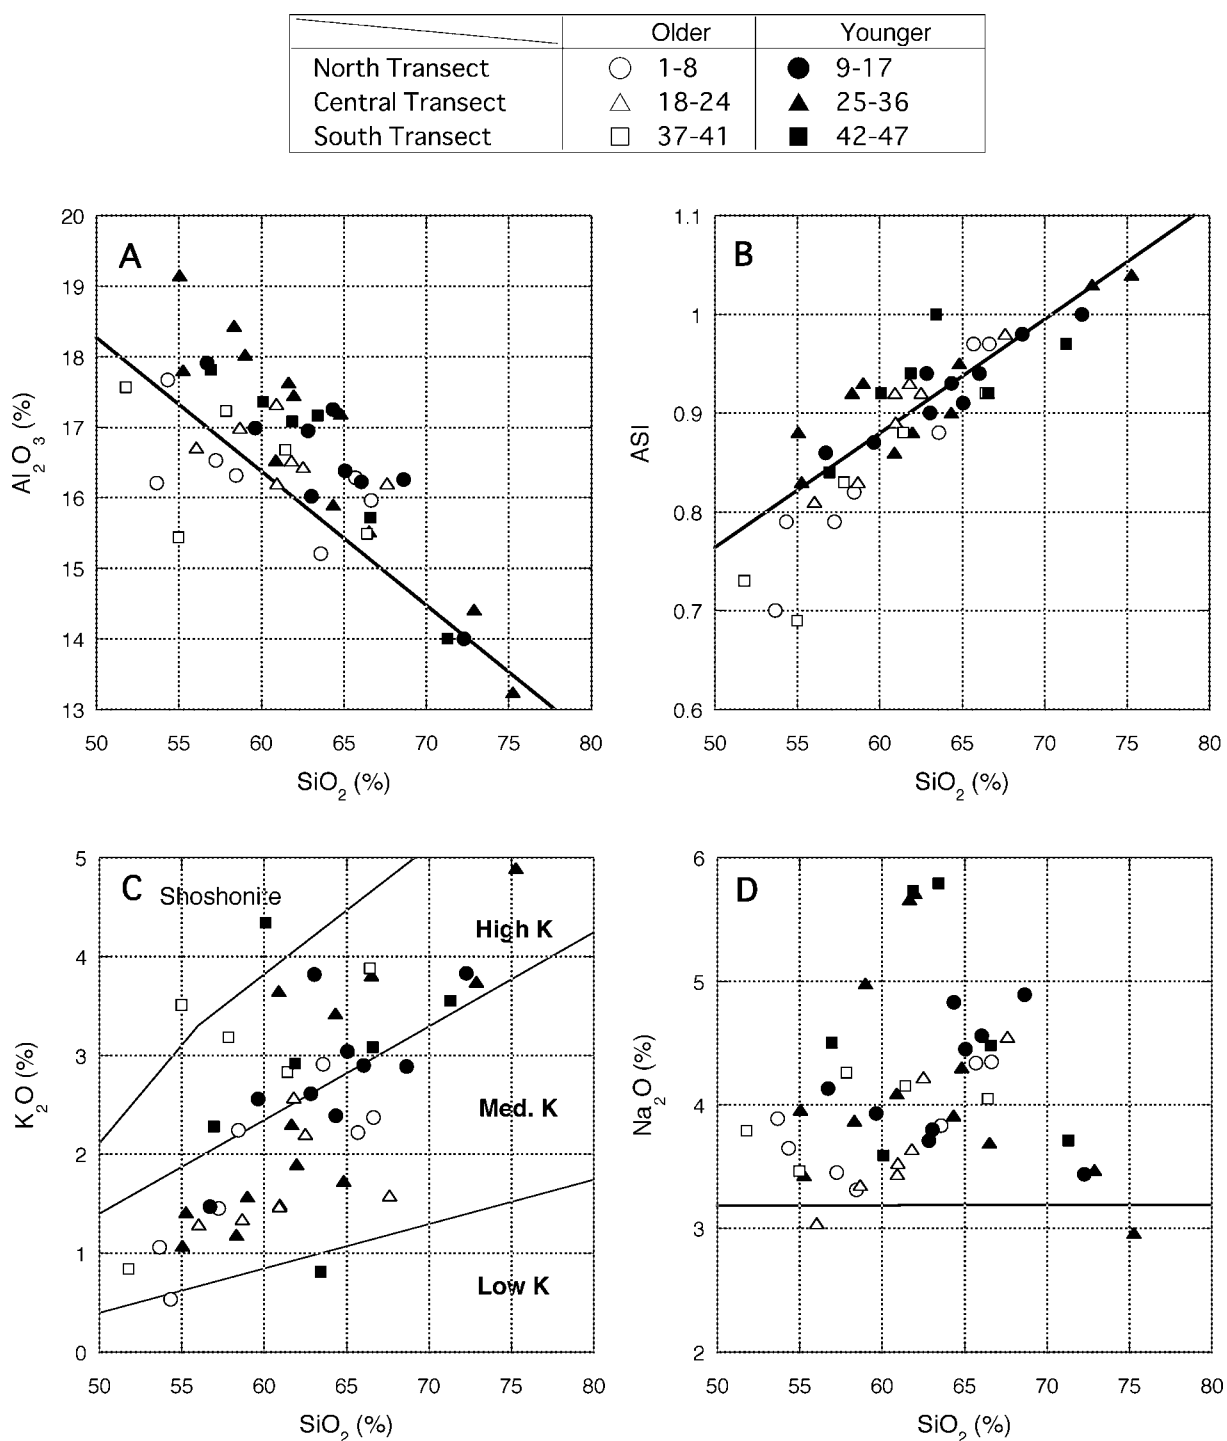 Older Younger
North Transect 1-8 9-17
Central Transect 18-24 25-36
South Transect 37-41 42-47
A
20
19
18
17
16
15
14
13
Al2O3 (%)
50 55 60 65 70 75 80
SiO2 (%)
B
1.1
1
0.9
0.8
0.7
0.6
ASI
50 55 60 65 70 75 80
SiO2 (%)
C
Shoshonite
High K
Med. K
Low K
5
4
3
2
1
0
K2O (%)
50 55 60 65 70 75 80
SiO2 (%)
D
6
5
4
3
2
Na2O (%)
50 55 60 65 70 75 80
SiO2 (%)